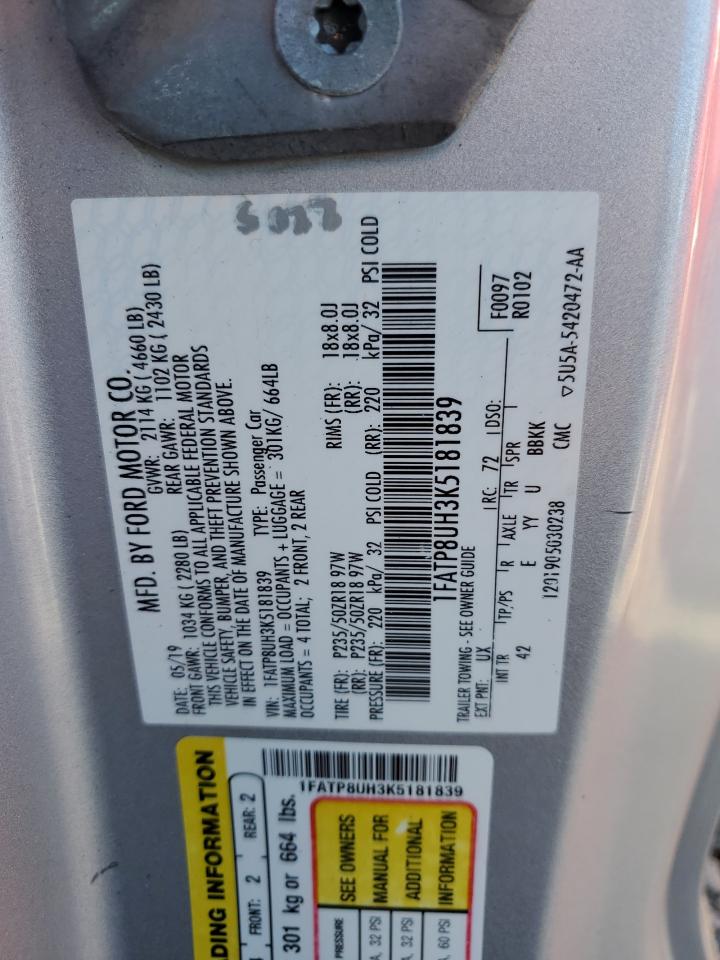 5033
MFD. BY FORD MOTOR CO.
DATE: 05/19 GVWR: 2114 KG ( 4660 LB)
FRONT GAWR: 1034 KG ( 2280 LB) REAR GAWR: 1102 KG ( 2430 LB)
THIS VEHICLE CONFORMS TO ALL APPLICABLE FEDERAL MOTOR
VEHICLE SAFETY, BUMPER, AND THEFT PREVENTION STANDARDS
IN EFFECT ON THE DATE OF MANUFACTURE SHOWN ABOVE.
VIN: 1FATP8UH3K5181839 TYPE: Passenger Car
MAXIMUM LOAD = OCCUPANTS + LUGGAGE = 301KG/ 664LB
OCCUPANTS = 4 TOTAL; 2 FRONT, 2 REAR
TIRE (FR): P235/50ZR18 97W RIMS (FR): 18x8.0J
(RR): P235/50ZR18 97W (RR): 18x8.0J
PRESSURE (FR): 220 kPa/ 32 PSI COLD (RR): 220 kPa/ 32 PSI COLD
1FATP8UH3K5181839
TRAILER TOWING - SEE OWNER GUIDE
EXT PNT: UX RC: 72 DSO: F0097
INT TR TP/PS R AXLE TR SPR R0102
42 E YY U BBKK
1201905030238 CMC ▽5U5A-5420472-AA
1FATP8UH3K5181839
DING INFORMATION
FRONT: 2 REAR: 2
301 kg or 664 lbs.
PRESSURE SEE OWNERS
A, 32 PSI MANUAL FOR
A, 32 PSI ADDITIONAL
A, 60 PSI INFORMATION